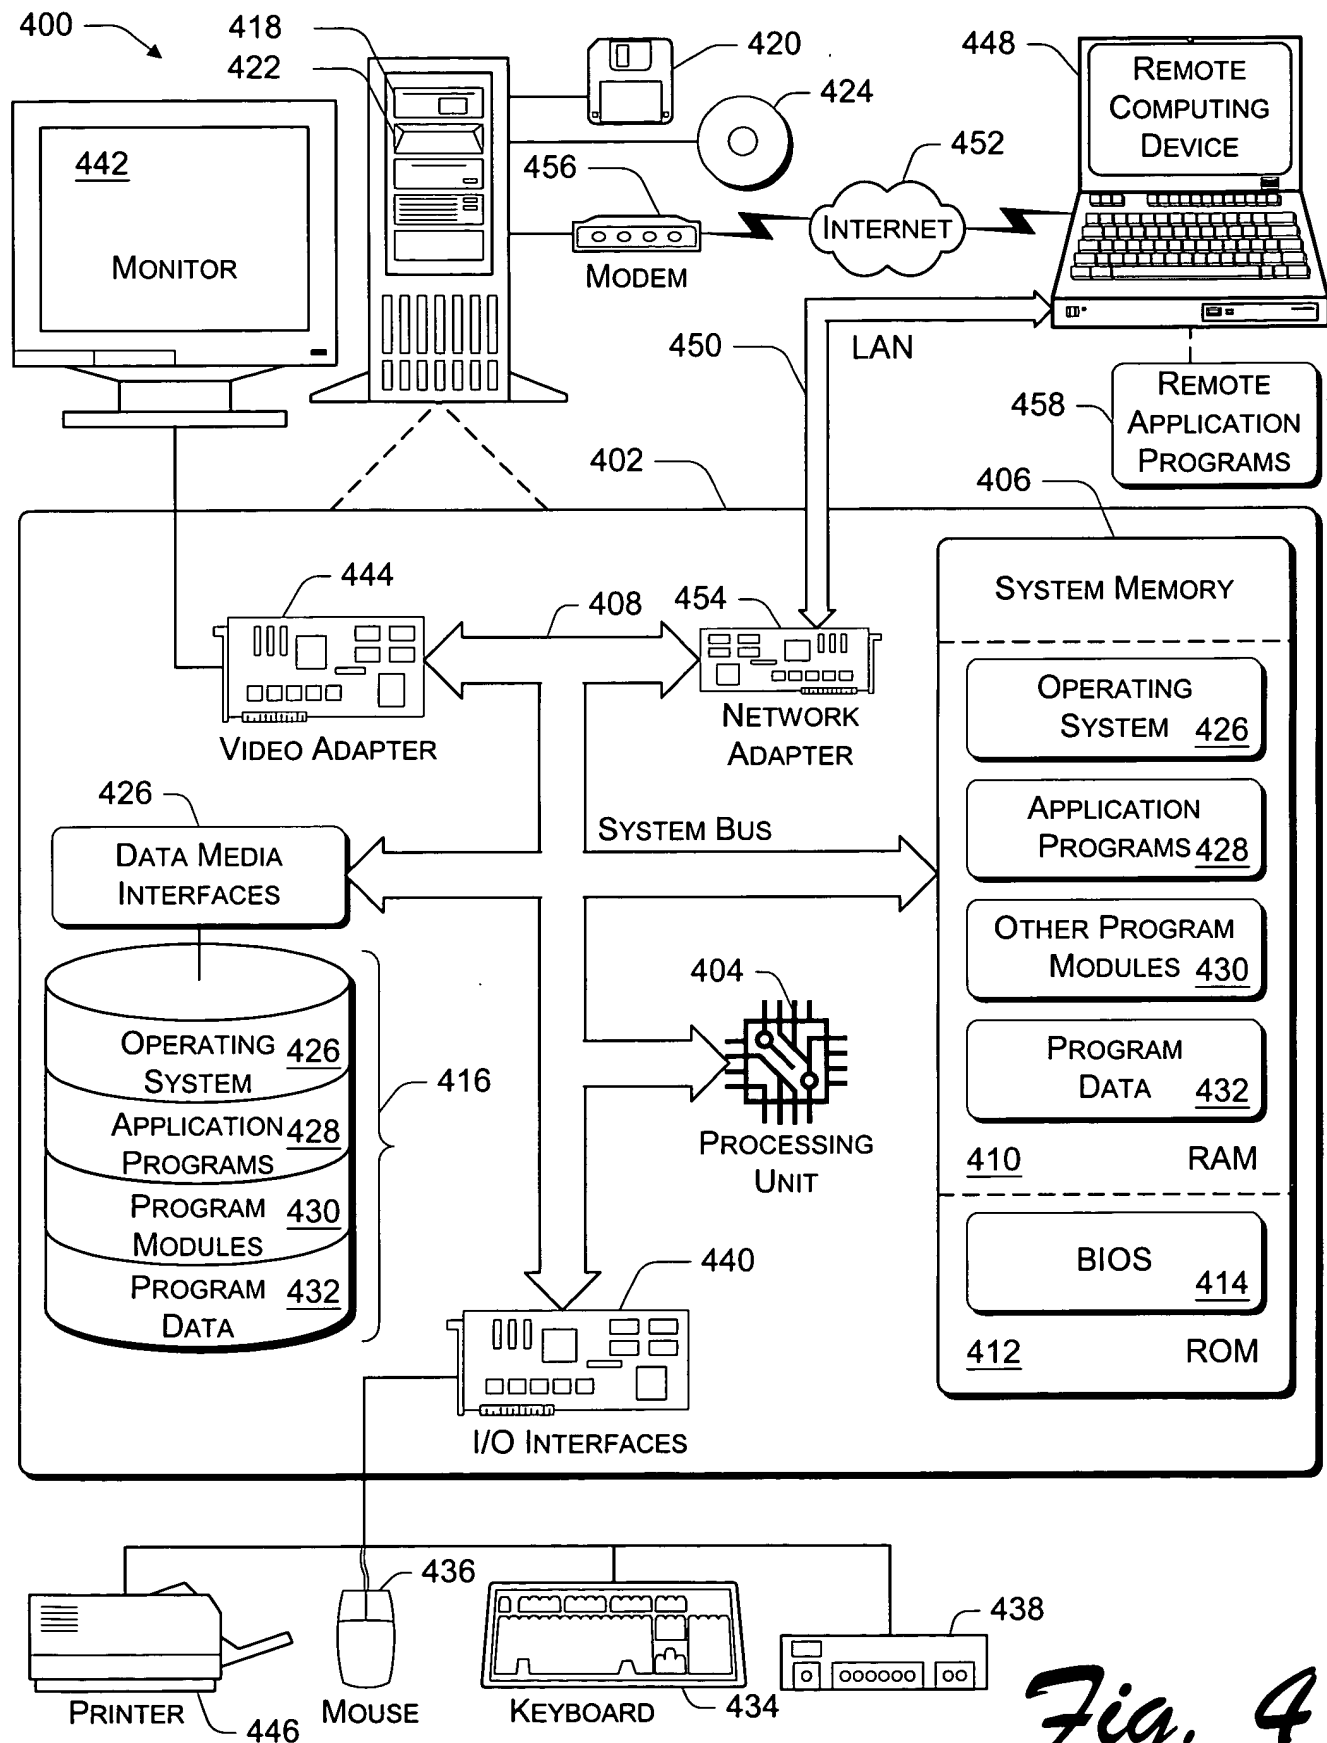 400
418
422
420
424
448
REMOTE
COMPUTING
DEVICE
442
MONITOR
456
MODEM
452
INTERNET
450
LAN
458
REMOTE
APPLICATION
PROGRAMS
402
406
444
VIDEO ADAPTER
408
454
NETWORK
ADAPTER
SYSTEM MEMORY
OPERATING
SYSTEM 426
APPLICATION
PROGRAMS 428
OTHER PROGRAM
MODULES 430
PROGRAM
DATA 432
410 RAM
BIOS
414
412 ROM
426
DATA MEDIA
INTERFACES
SYSTEM BUS
OPERATING
SYSTEM 426
APPLICATION
PROGRAMS 428
PROGRAM
MODULES 430
PROGRAM
DATA 432
416
404
PROCESSING
UNIT
440
I/O INTERFACES
PRINTER
446
436
MOUSE
KEYBOARD
434
438
Fig. 4